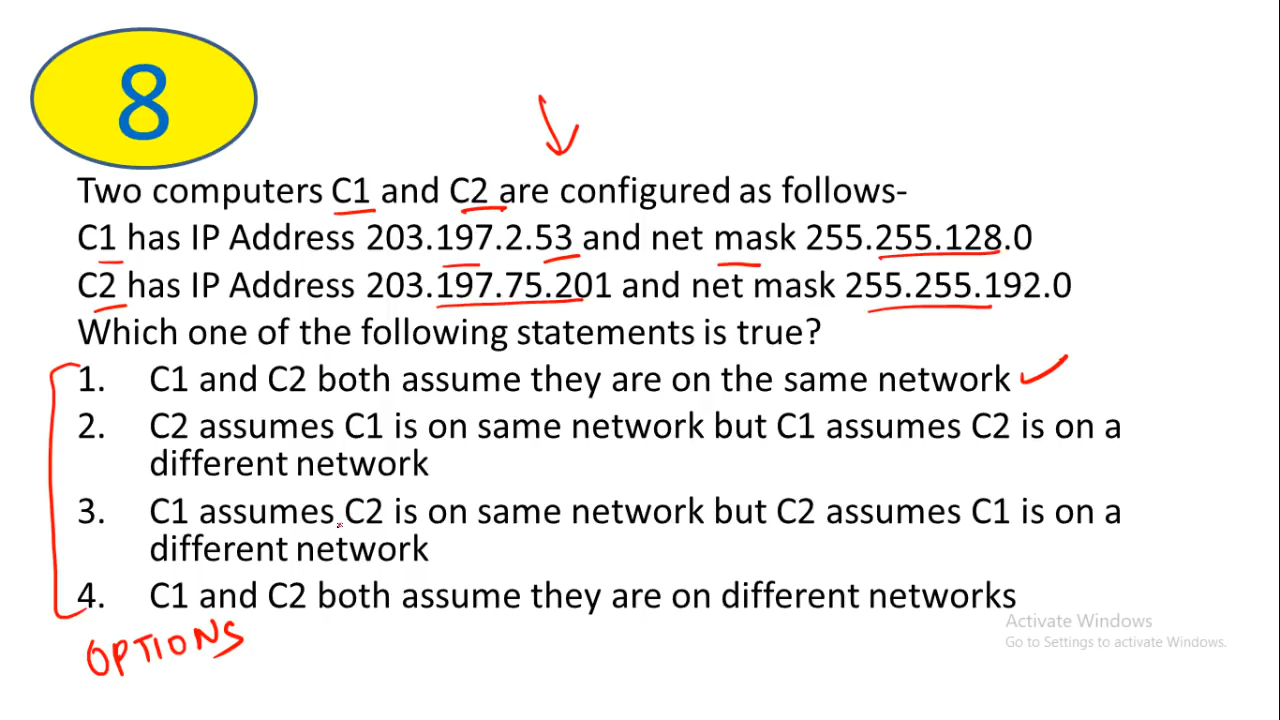 8
Two computers C1 and C2 are configured as follows-
C1 has IP Address 203.197.2.53 and net mask 255.255.128.0
C2 has IP Address 203.197.75.201 and net mask 255.255.192.0
Which one of the following statements is true?
1. C1 and C2 both assume they are on the same network
2. C2 assumes C1 is on same network but C1 assumes C2 is on a
different network
3. C1 assumes C2 is on same network but C2 assumes C1 is on a
different network
4. C1 and C2 both assume they are on different networks
OPTIONS
Activate Windows
Go to Settings to activate Windows.